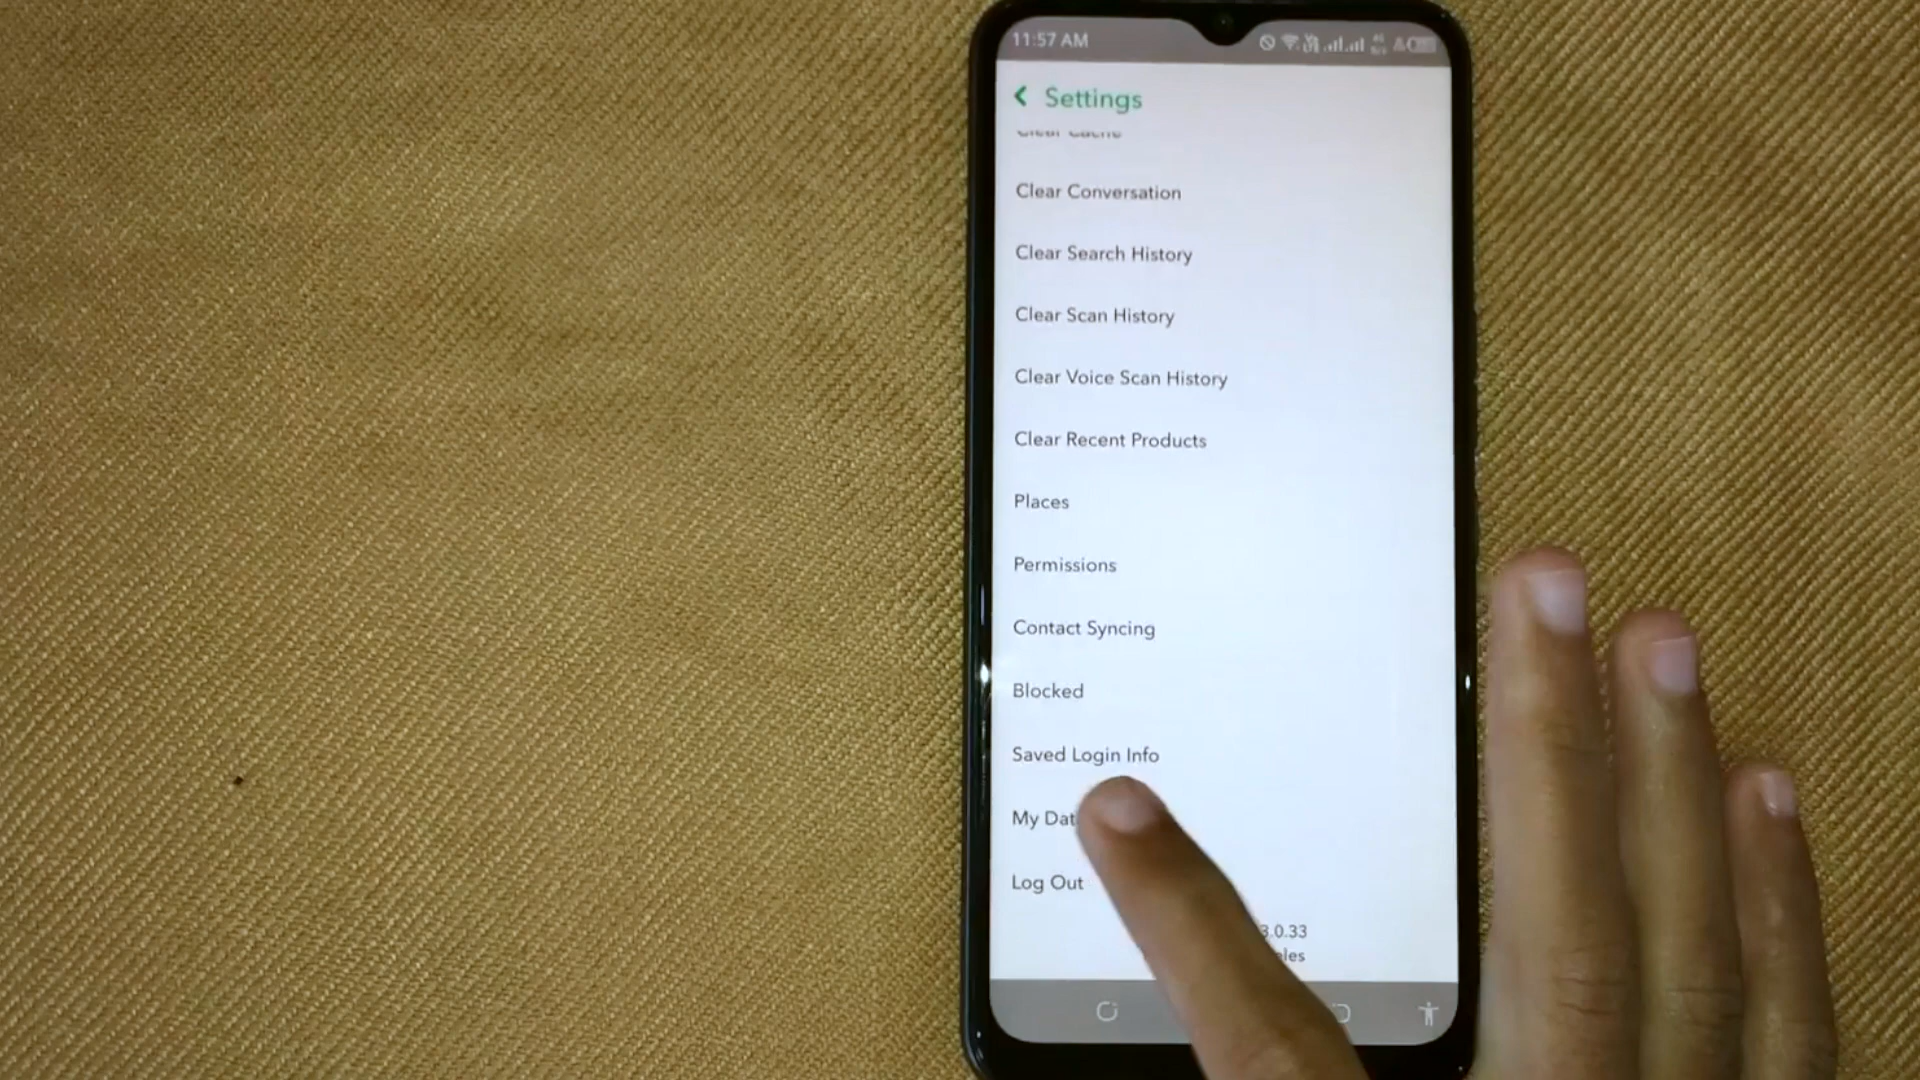 11:57 AM
Settings
Clear Cache
Clear Conversation
Clear Search History
Clear Scan History
Clear Voice Scan History
Clear Recent Products
Places
Permissions
Contact Syncing
Blocked
Saved Login Info
My Dat
Log Out
3.0.33
les